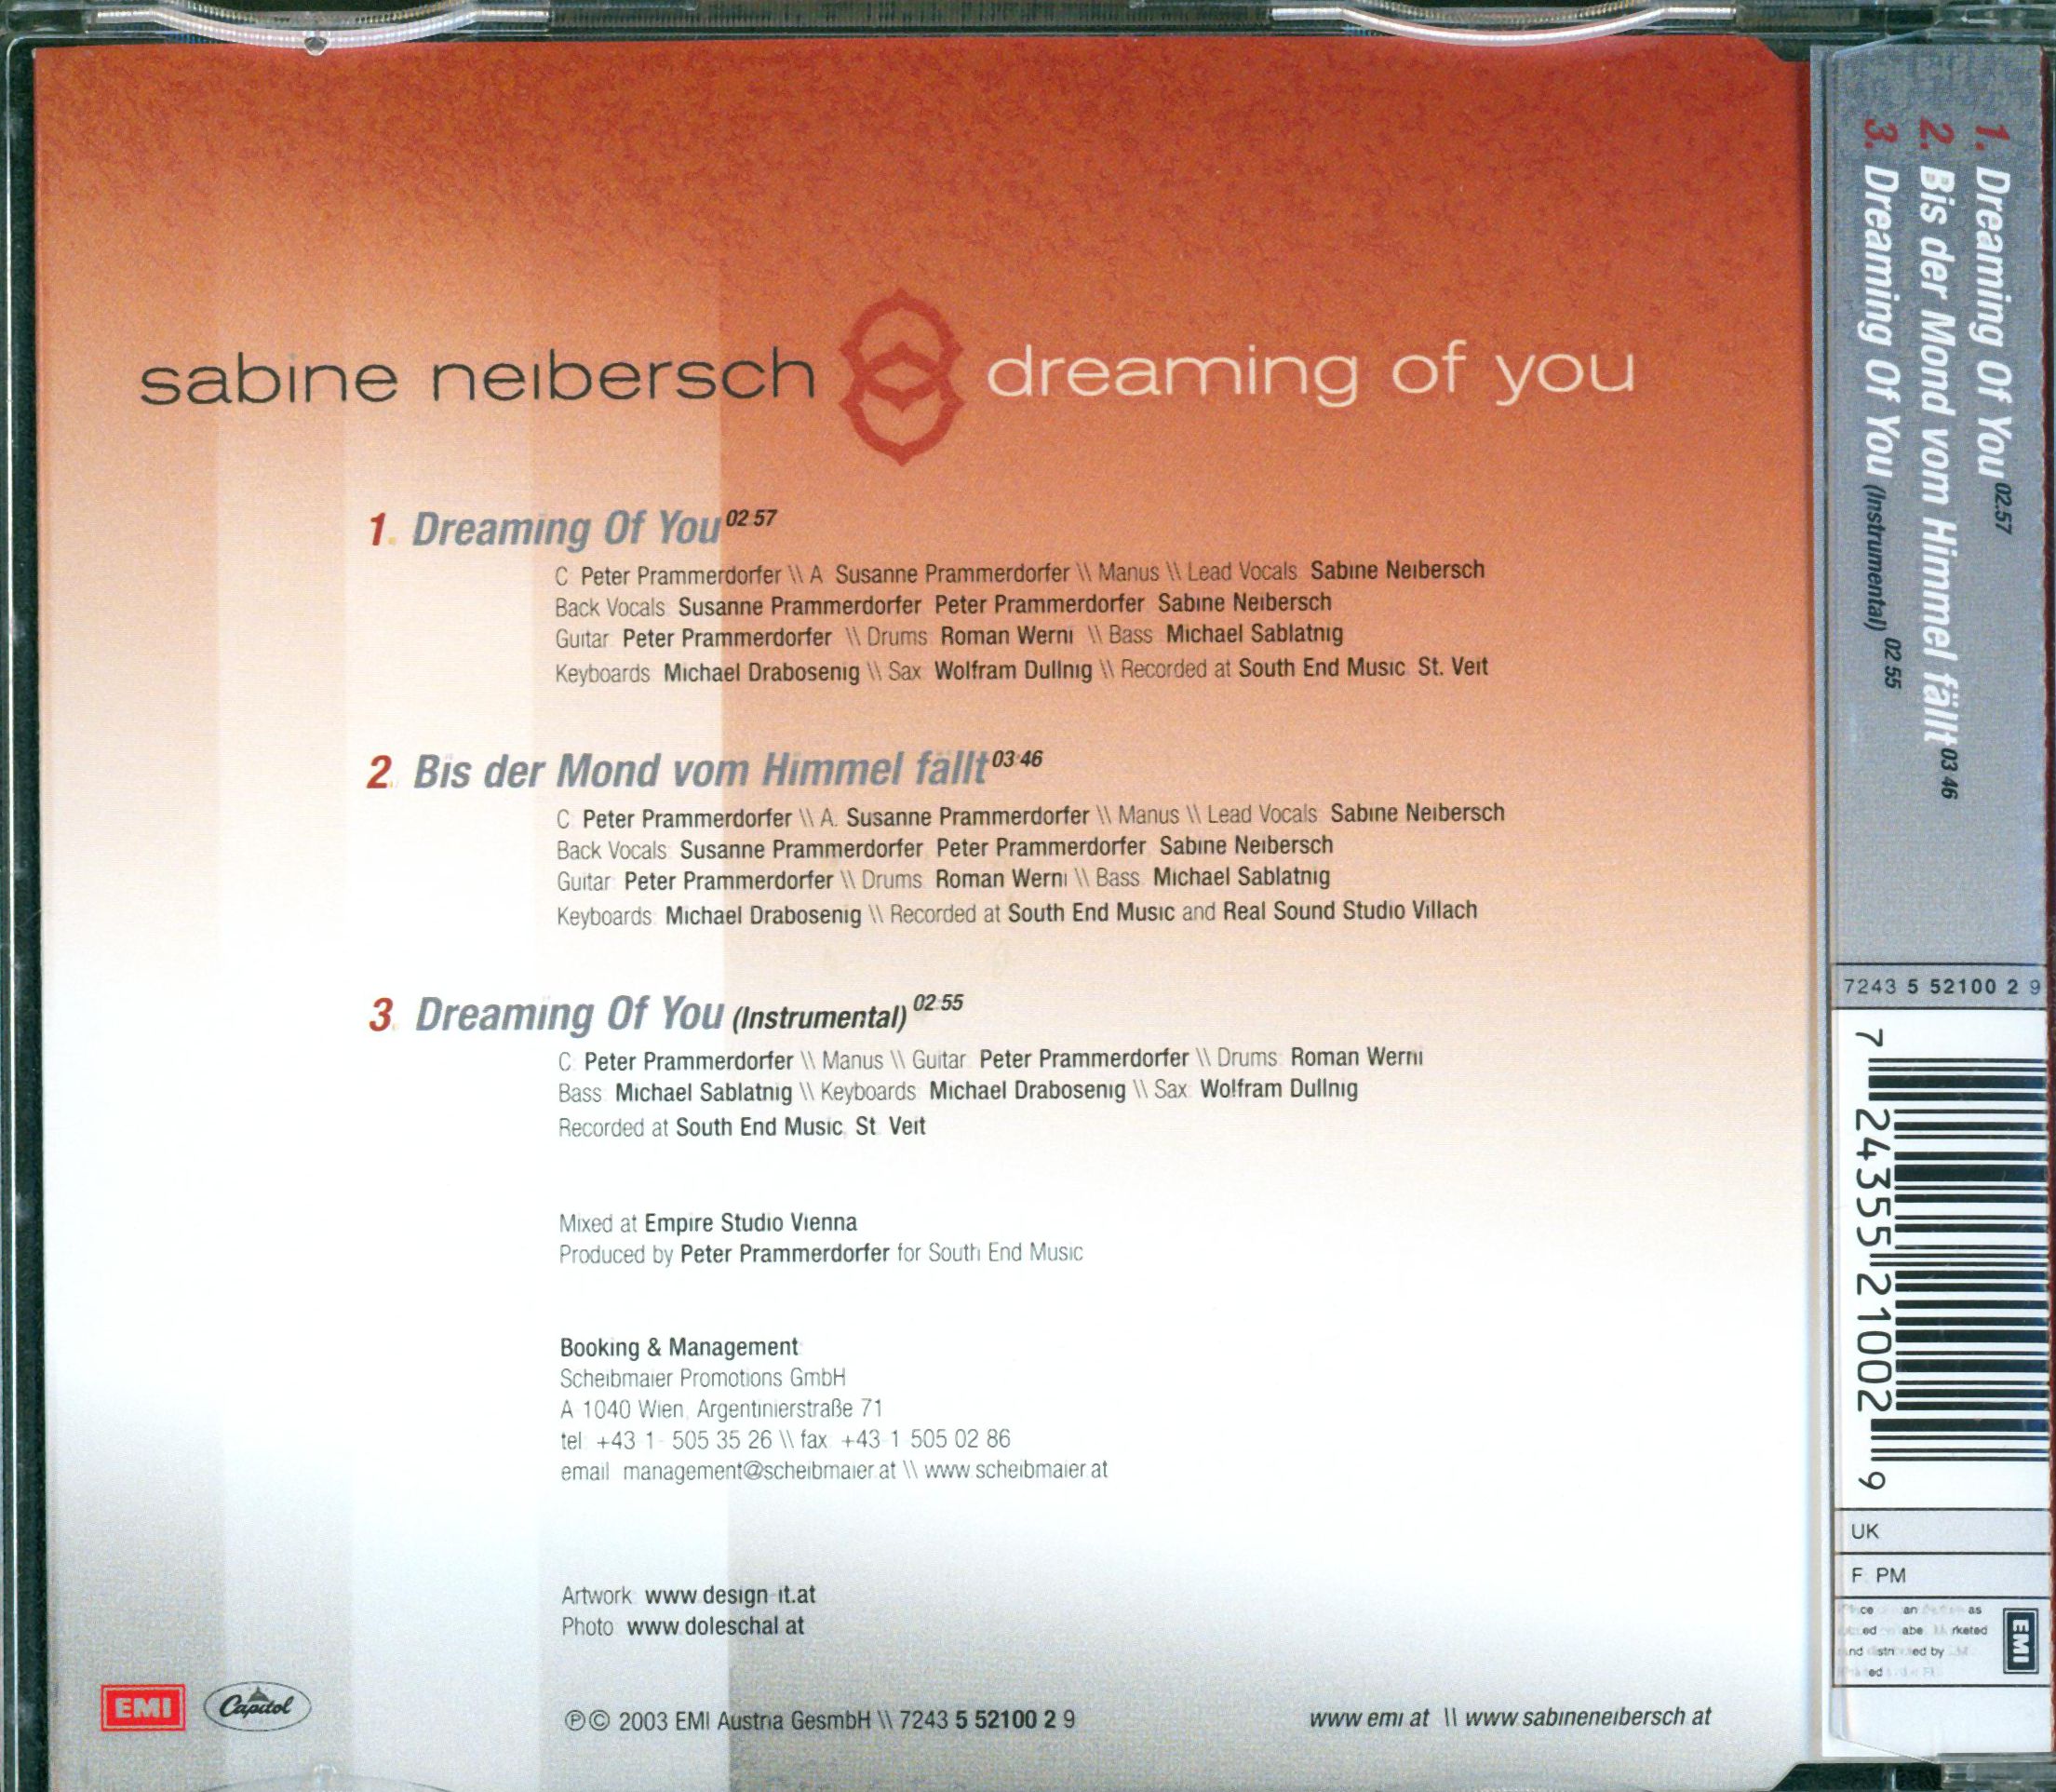 sabine neibersch dreaming of you
1. Dreaming Of You 02:57
C: Peter Prammerdorfer \\ A: Susanne Prammerdorfer \\ Manus \\ Lead Vocals: Sabine Neibersch
Back Vocals: Susanne Prammerdorfer, Peter Prammerdorfer, Sabine Neibersch
Guitar: Peter Prammerdorfer \\ Drums: Roman Werni \\ Bass: Michael Sablatnig
Keyboards: Michael Drabosenig \\ Sax: Wolfram Dullnig \\ Recorded at South End Music, St. Veit
2. Bis der Mond vom Himmel fällt 03:46
C: Peter Prammerdorfer \\ A: Susanne Prammerdorfer \\ Manus \\ Lead Vocals: Sabine Neibersch
Back Vocals: Susanne Prammerdorfer, Peter Prammerdorfer, Sabine Neibersch
Guitar: Peter Prammerdorfer \\ Drums: Roman Werni \\ Bass: Michael Sablatnig
Keyboards: Michael Drabosenig \\ Recorded at South End Music and Real Sound Studio Villach
3. Dreaming Of You (Instrumental) 02:55
C: Peter Prammerdorfer \\ Manus \\ Guitar: Peter Prammerdorfer \\ Drums: Roman Werni
Bass: Michael Sablatnig \\ Keyboards: Michael Drabosenig \\ Sax: Wolfram Dullnig
Recorded at South End Music, St. Veit
Mixed at Empire Studio Vienna
Produced by Peter Prammerdorfer for South End Music
Booking & Management:
Scheibmaier Promotions GmbH
A-1040 Wien, Argentinierstraße 71
tel: +43-1- 505 35 26 \\ fax: +43-1 505 02 86
email: management@scheibmaier.at \\ www.scheibmaier.at
Artwork: www.design-it.at
Photo: www.doleschal.at
EMI Capitol
℗© 2003 EMI Austria GesmbH \\ 7243 5 52100 2 9
www.emi.at \\ www.sabineneibersch.at
1. Dreaming Of You 02:57
2. Bis der Mond vom Himmel fällt 03:46
3. Dreaming Of You (Instrumental) 02:55
7243 5 52100 2 9
7 24355 21002 9
UK
F: PM
EMI